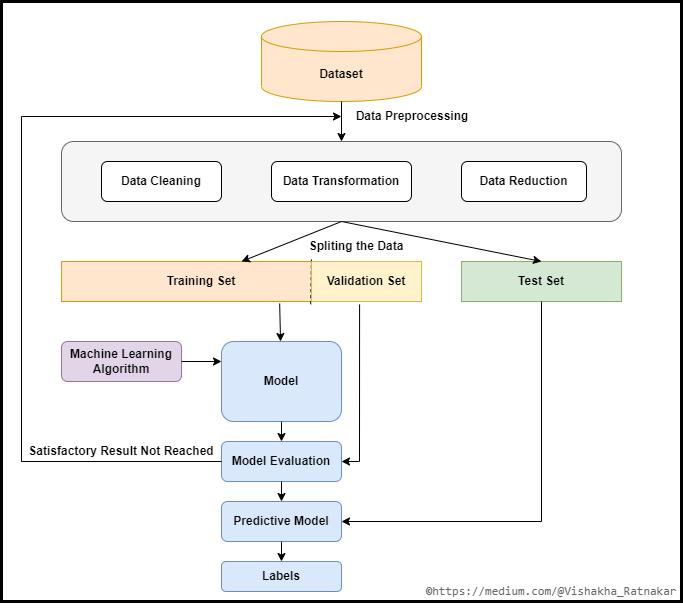 Dataset
Data Preprocessing
Data Cleaning
Data Transformation
Data Reduction
Spliting the Data
Training Set
Validation Set
Test Set
Machine Learning
Algorithm
Model
Satisfactory Result Not Reached
Model Evaluation
Predictive Model
Labels
©https://medium.com/@Vishakha_Ratnakar